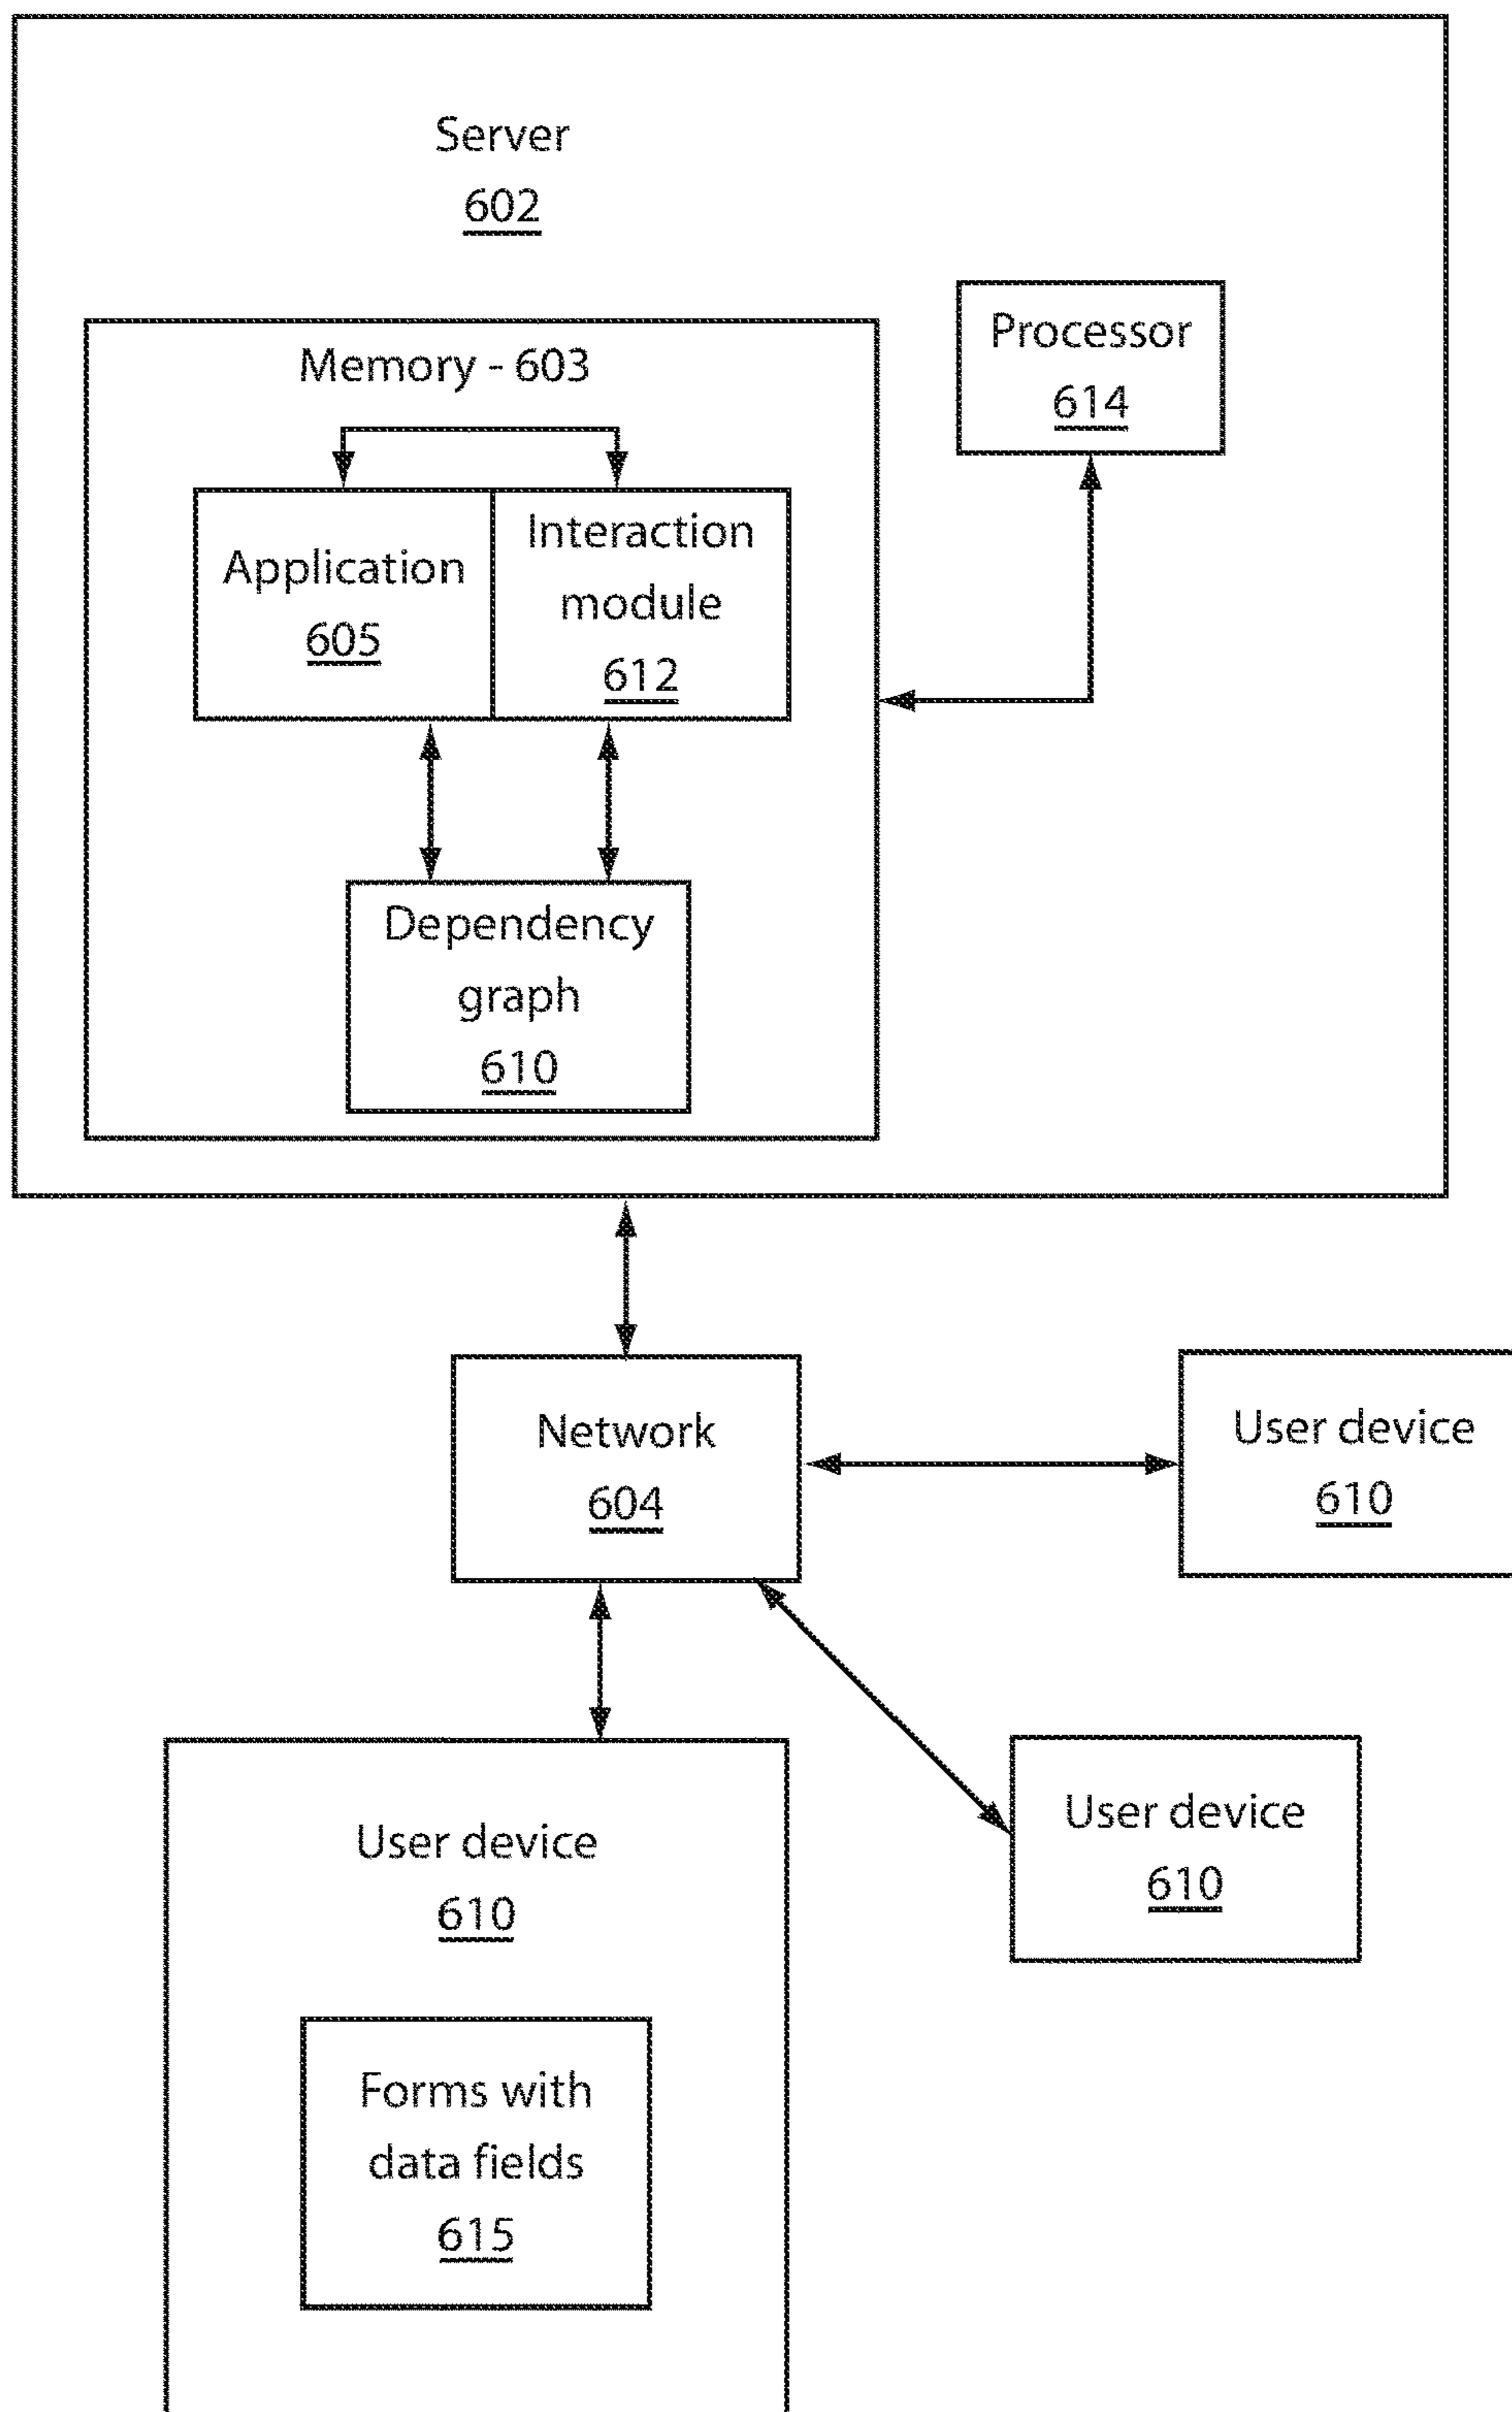 Server
602
Memory - 603
Processor
614
Application
605
Interaction
module
612
Dependency
graph
610
Network
604
User device
610
User device
610
User device
610
Forms with
data fields
615